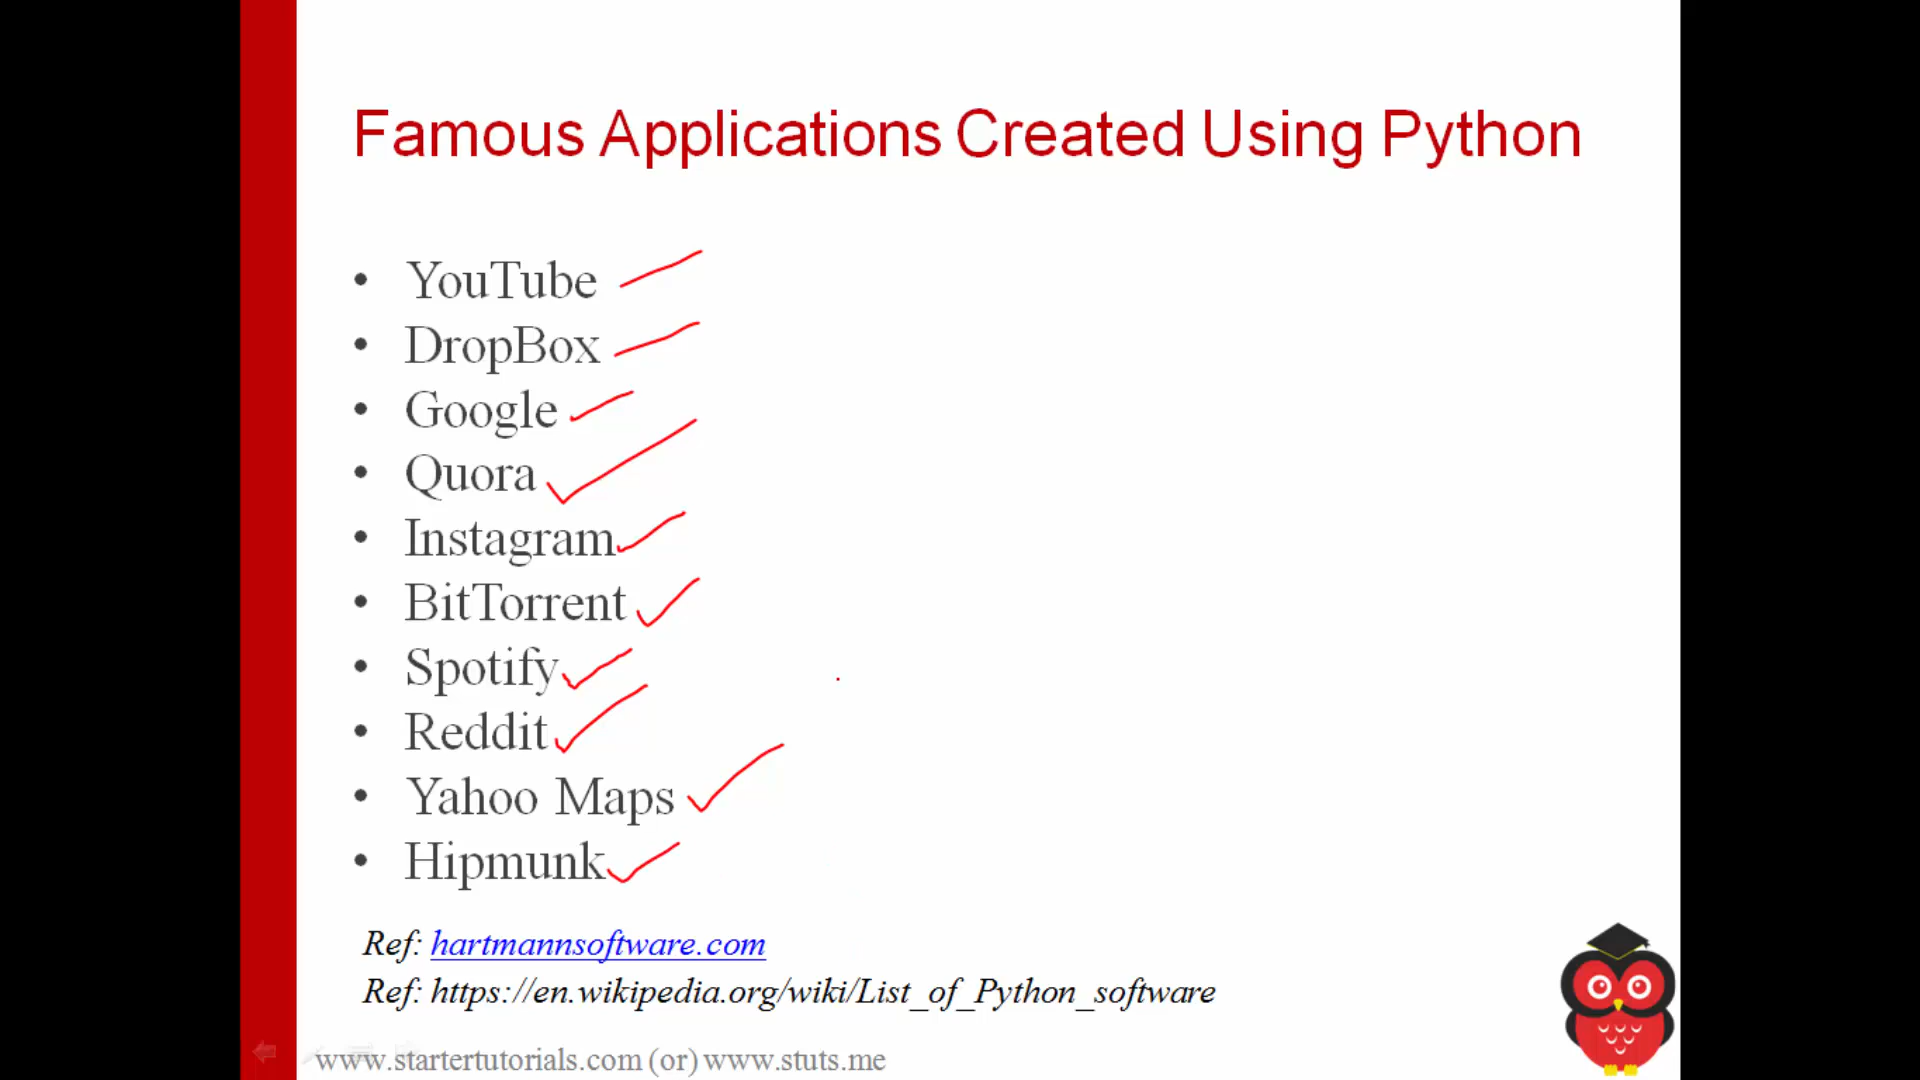 Famous Applications Created Using Python
• YouTube
• DropBox
• Google
• Quora
• Instagram
• BitTorrent
• Spotify
• Reddit
• Yahoo Maps
• Hipmunk
Ref: hartmannsoftware.com
Ref: https://en.wikipedia.org/wiki/List_of_Python_software
www.startertutorials.com (or) www.stuts.me